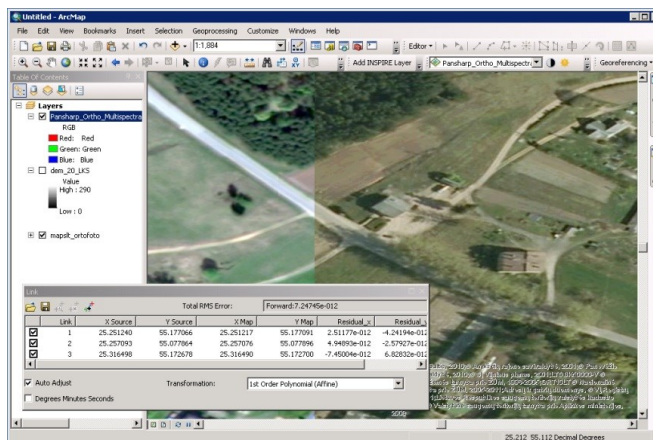 Untitled - ArcMap
File Edit View Bookmarks Insert Selection Geoprocessing Customize Windows Help
1:1,884
Editor
Add INSPIRE Layer
Pansharp_Ortho_Multispectr
Georeferencing
Table Of Contents
Layers
Pansharp_Ortho_Multispectra
RGB
Red: Red
Green: Green
Blue: Blue
dem_20_LKS
Value
High : 290
Low : 0
mapslt_ortofoto
Link
Total RMS Error: Forward:7.24745e-012
Link X Source Y Source X Map Y Map Residual_x Residual_y
1 25.251240 55.177066 25.251217 55.177091 2.51177e-012 -4.24194e-012
2 25.257093 55.077864 25.257076 55.077896 4.94893e-012 -2.57927e-012
3 25.316498 55.172678 25.316490 55.172700 -7.45004e-012 6.82832e-012
Auto Adjust Transformation: 1st Order Polynomial (Affine)
Degrees Minutes Seconds
25.212 55.112 Decimal Degrees